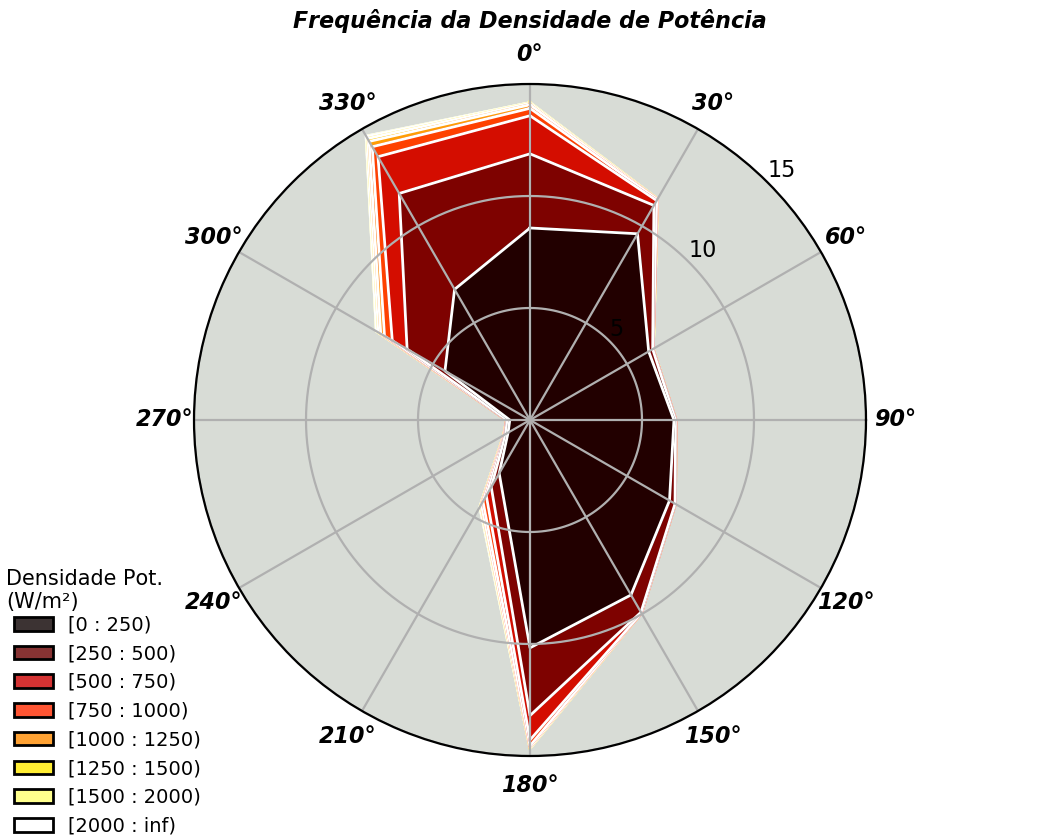 Frequência da Densidade de Potência
0°
330°
30°
15
300°
60°
10
5
270°
90°
Densidade Pot.
(W/m²)
240°
120°
[0 : 250)
[250 : 500)
[500 : 750)
[750 : 1000)
210°
150°
[1000 : 1250)
[1250 : 1500)
180°
[1500 : 2000)
[2000 : inf)